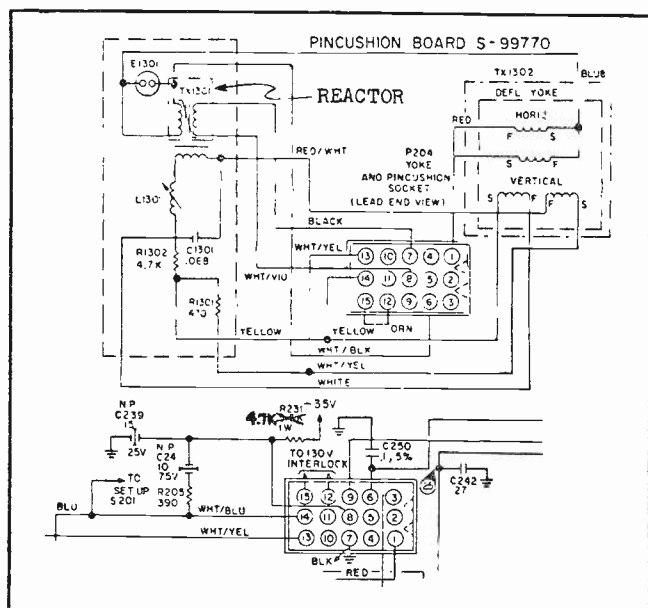 PINCUSHION BOARD S-99770
E1301
TX1301
REACTOR
TX1302
BLUE
DEFL YOKE
RED
HORIZ
F S
S F
RED/WHT
P204
YOKE
AND PINCUSHION
SOCKET
(LEAD END VIEW)
VERTICAL
S F
F S
L1301
BLACK
C1301
.068
WHT/YEL
13 10 7 4 1
R1302
4.7K
WHT/VIO
14 11 8 5 2
R1301
470
15 12 9 6 3
YELLOW
YELLOW
ORN
WHT/BLK
WHT/YEL
WHITE
N.P.
C239
15
25V
4.7K
R231
1W
-35V
N.P.
C24
10
75V
TO 130V
INTERLOCK
C250
.1, 5%
C242
27
TO
SET UP
S201
R205
390
15 12 9 6 3
BLU
WHT/BLU
14 11 8 5 2
WHT/YEL
13 10 7 4 1
BLK
RED